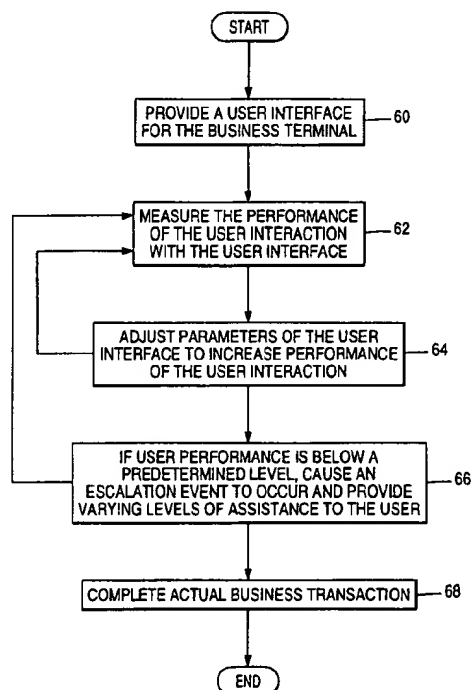 START
PROVIDE A USER INTERFACE
FOR THE BUSINESS TERMINAL
60
MEASURE THE PERFORMANCE
OF THE USER INTERACTION
WITH THE USER INTERFACE
62
ADJUST PARAMETERS OF THE USER
INTERFACE TO INCREASE PERFORMANCE
OF THE USER INTERACTION
64
IF USER PERFORMANCE IS BELOW A
PREDETERMINED LEVEL, CAUSE AN
ESCALATION EVENT TO OCCUR AND PROVIDE
VARYING LEVELS OF ASSISTANCE TO THE USER
66
COMPLETE ACTUAL BUSINESS TRANSACTION
68
END